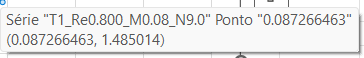 Série "T1_Re0.800_M0.08_N9.0" Ponto "0.087266463"
(0.087266463, 1.485014)